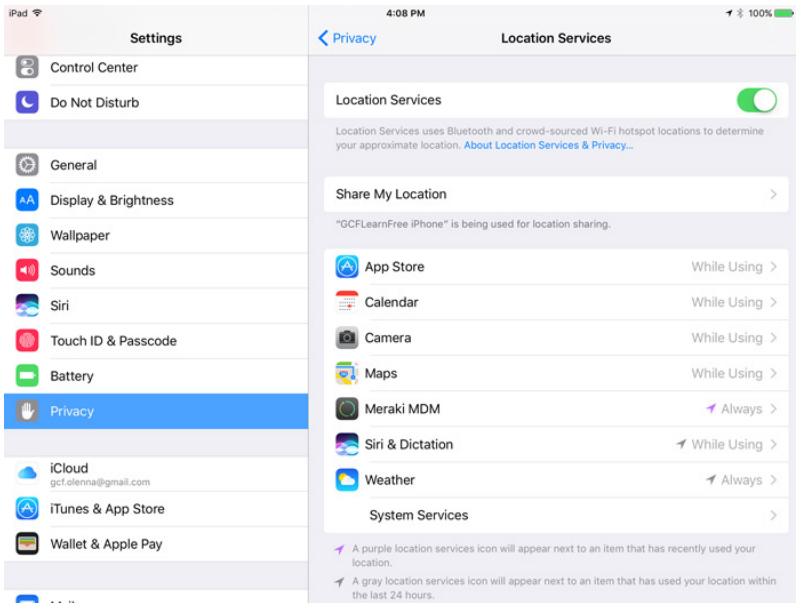 iPad
4:08 PM
100%
Settings
Privacy
Location Services
Control Center
Do Not Disturb
General
Display & Brightness
Wallpaper
Sounds
Siri
Touch ID & Passcode
Battery
Privacy
iCloud
gcf.olenna@gmail.com
iTunes & App Store
Wallet & Apple Pay
Location Services
Location Services uses Bluetooth and crowd-sourced Wi-Fi hotspot locations to determine
your approximate location. About Location Services & Privacy...
Share My Location
"GCFLearnFree iPhone" is being used for location sharing.
App Store While Using
Calendar While Using
Camera While Using
Maps While Using
Meraki MDM Always
Siri & Dictation While Using
Weather Always
System Services
A purple location services icon will appear next to an item that has recently used your
location.
A gray location services icon will appear next to an item that has used your location within
the last 24 hours.